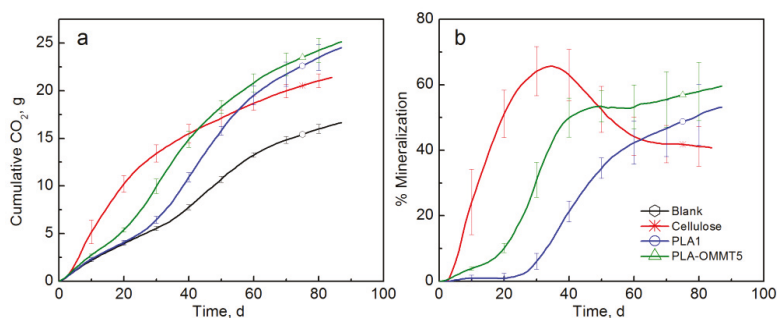 a
Cumulative CO2, g
25
20
15
10
5
0
0 20 40 60 80 100
Time, d
b
% Mineralization
80
60
40
20
0
0 20 40 60 80 100
Time, d
Blank
Cellulose
PLA1
PLA-OMMT5